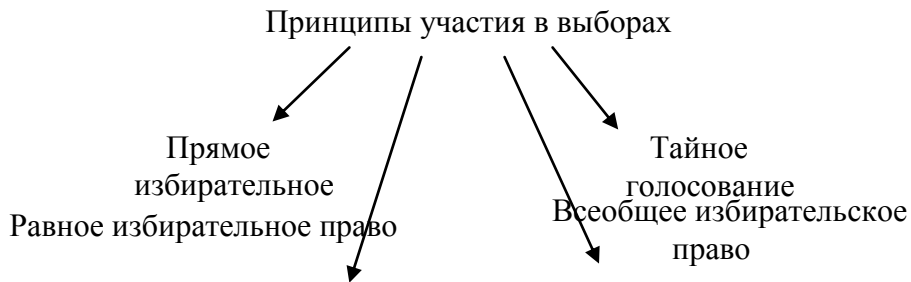 Принципы участия в выборах
Прямое
избирательное
Тайное
голосование
Равное избирательное право
Всеобщее избирательское
право